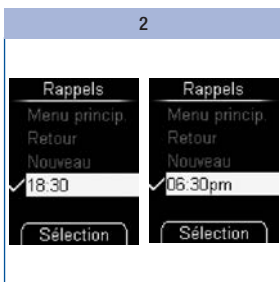 2
Rappels
Menu princip.
Retour
Nouveau
18:30
Sélection
Rappels
Menu princip.
Retour
Nouveau
06:30pm
Sélection